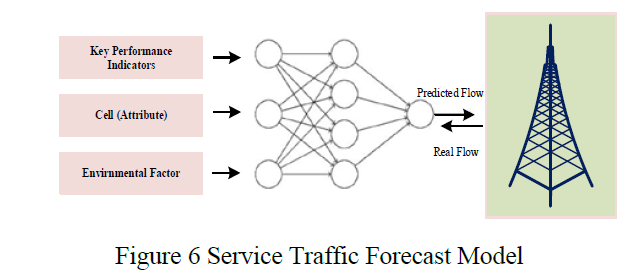 Key Performance
Indicators
Cell (Attribute)
Envirnmental Factor
Predicted Flow
Real Flow
Figure 6 Service Traffic Forecast Model